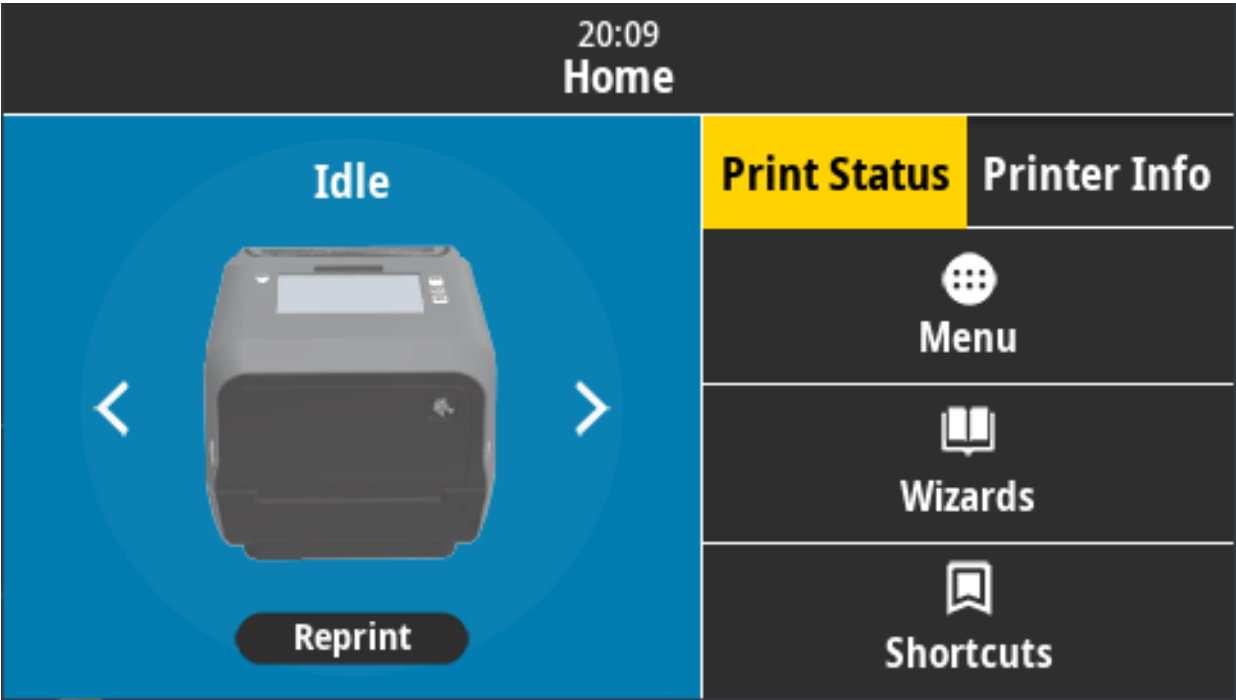 20:09
Home
Idle
Print Status
Printer Info
Menu
Wizards
Reprint
Shortcuts